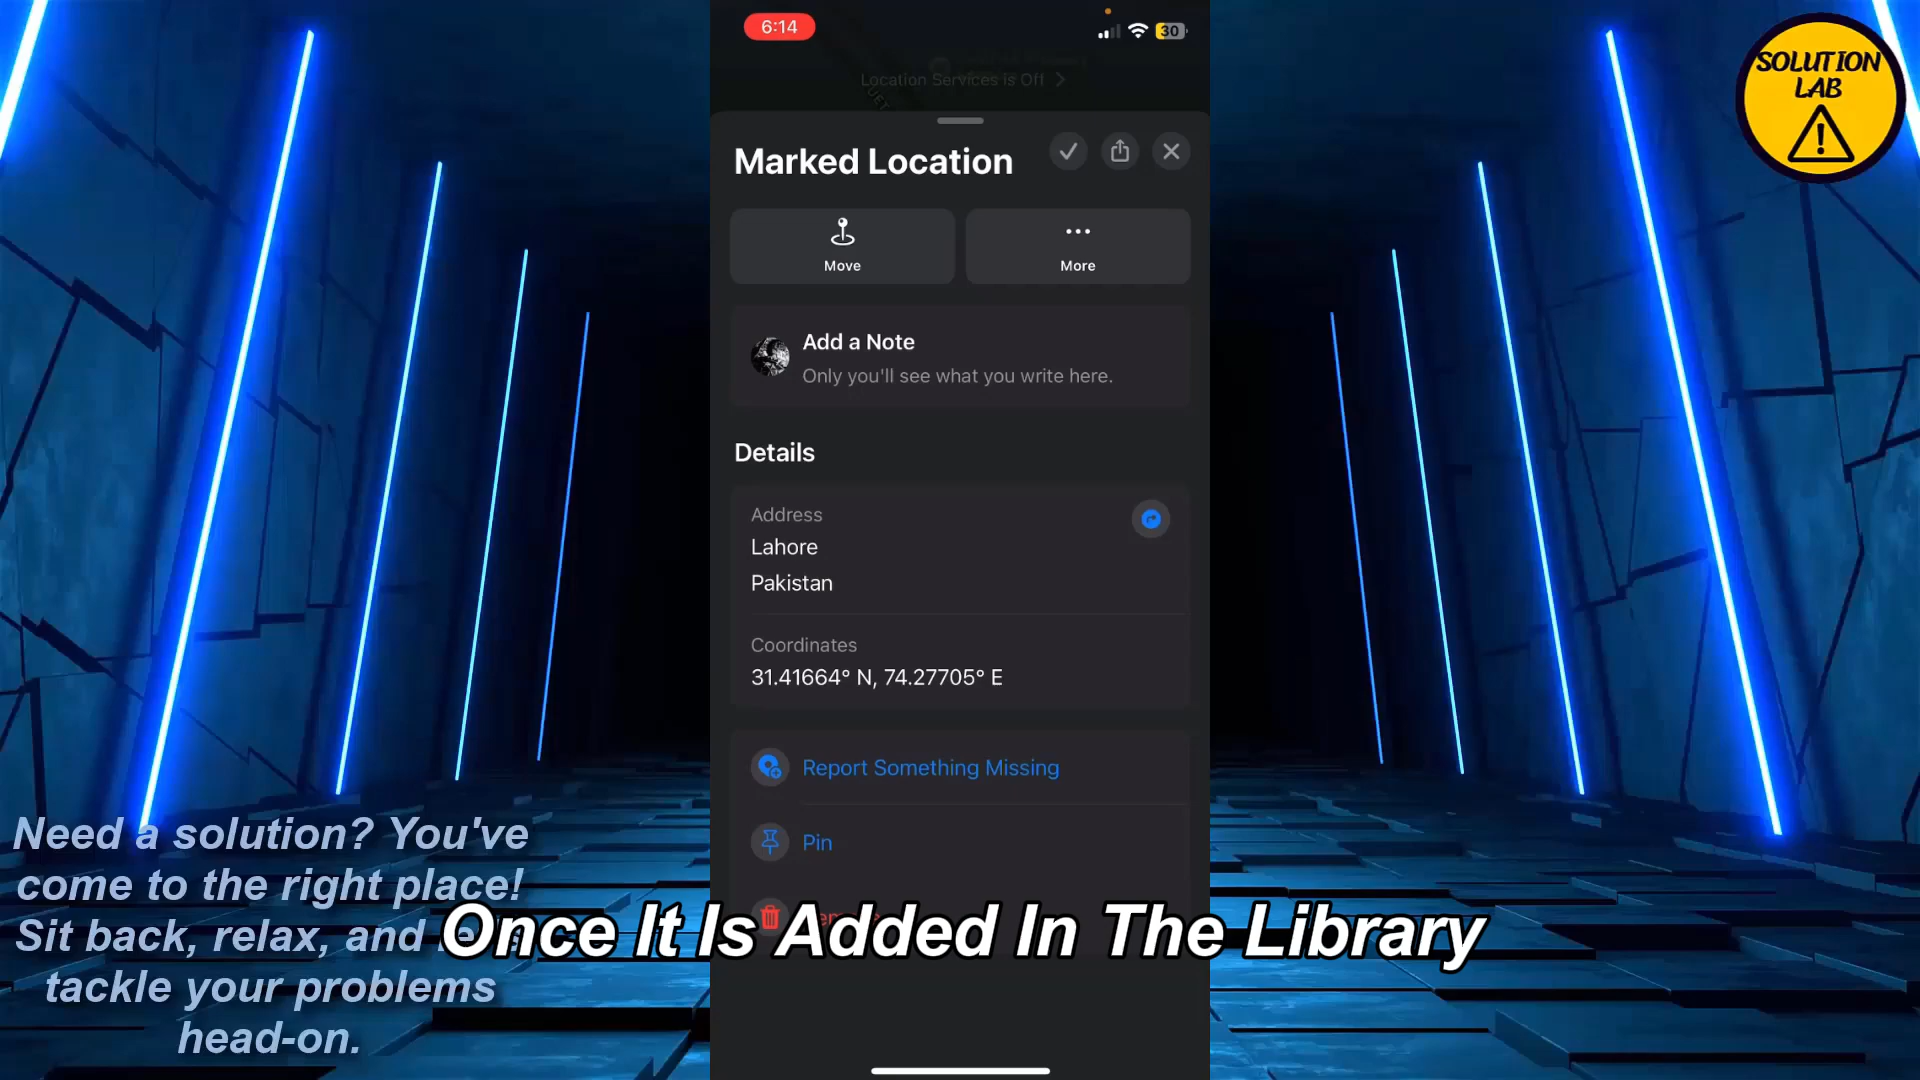 6:14
30
Location Services is Off
SOLUTION
LAB
Marked Location
Move
More
Add a Note
Only you'll see what you write here.
Details
Address
Lahore
Pakistan
Coordinates
31.41664° N, 74.27705° E
Report Something Missing
Pin
Once It Is Added In The Library
Need a solution? You've
come to the right place!
Sit back, relax, and
tackle your problems
head-on.